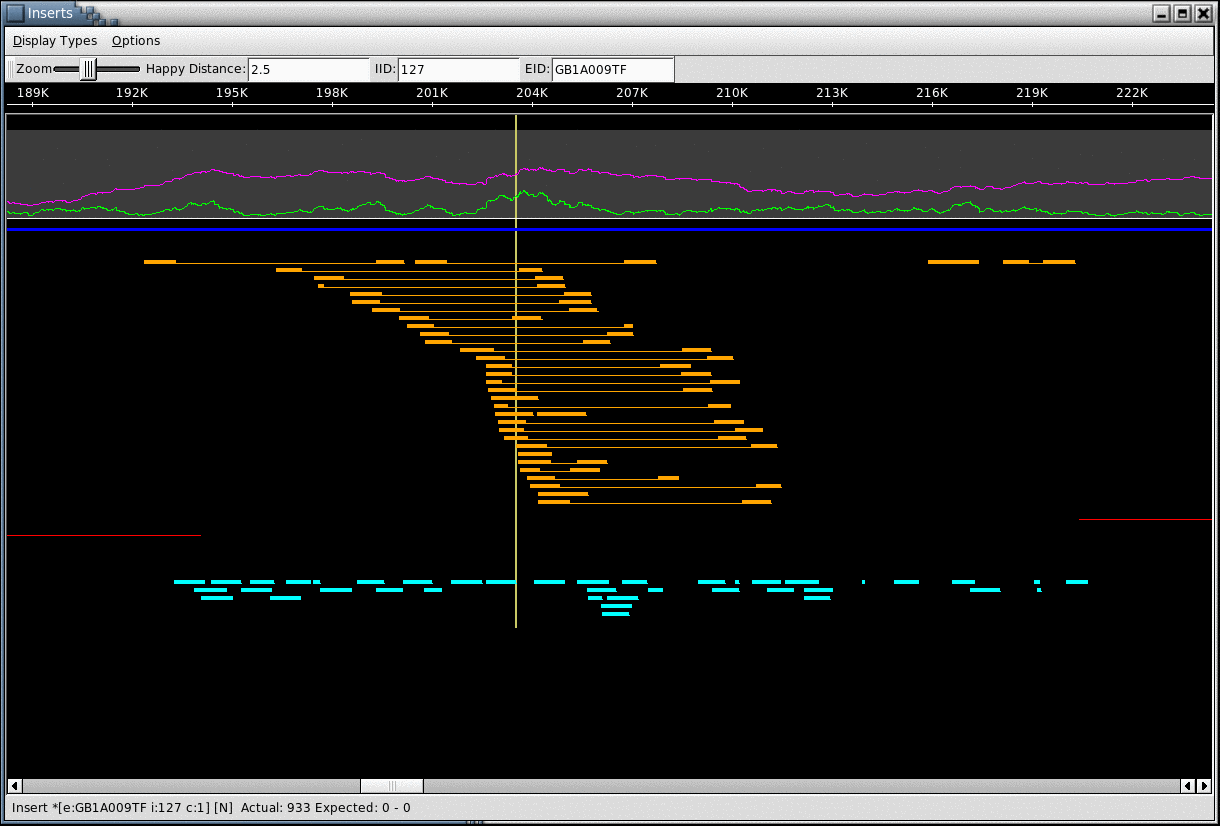 Inserts
Display Types Options
Zoom Happy Distance: 2.5 IID: 127 EID: GB1A009TF
189K 192K 195K 198K 201K 204K 207K 210K 213K 216K 219K 222K
Insert *[e:GB1A009TF i:127 c:1] [N] Actual: 933 Expected: 0 - 0